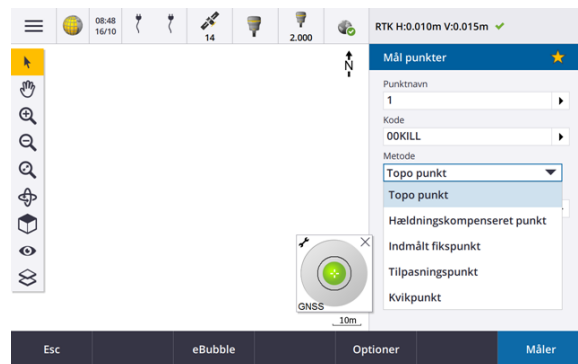 08:48
16/10
14
2.000
RTK H:0.010m V:0.015m
N
Mål punkter
Punktnavn
1
Kode
00KILL
Metode
Topo punkt
Topo punkt
Hældningskompenseret punkt
Indmålt fikspunkt
Tilpasningspunkt
Kvikpunkt
GNSS
10m
Esc
eBubble
Optioner
Måler